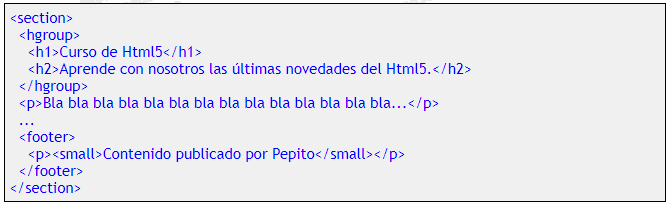 <section>
<hgroup>
<h1>Curso de Html5</h1>
<h2>Aprende con nosotros las últimas novedades del Html5.</h2>
</hgroup>
<p>Bla bla bla bla bla bla bla bla bla bla bla bla bla bla...</p>
...
<footer>
<p><small>Contenido publicado por Pepito</small></p>
</footer>
</section>